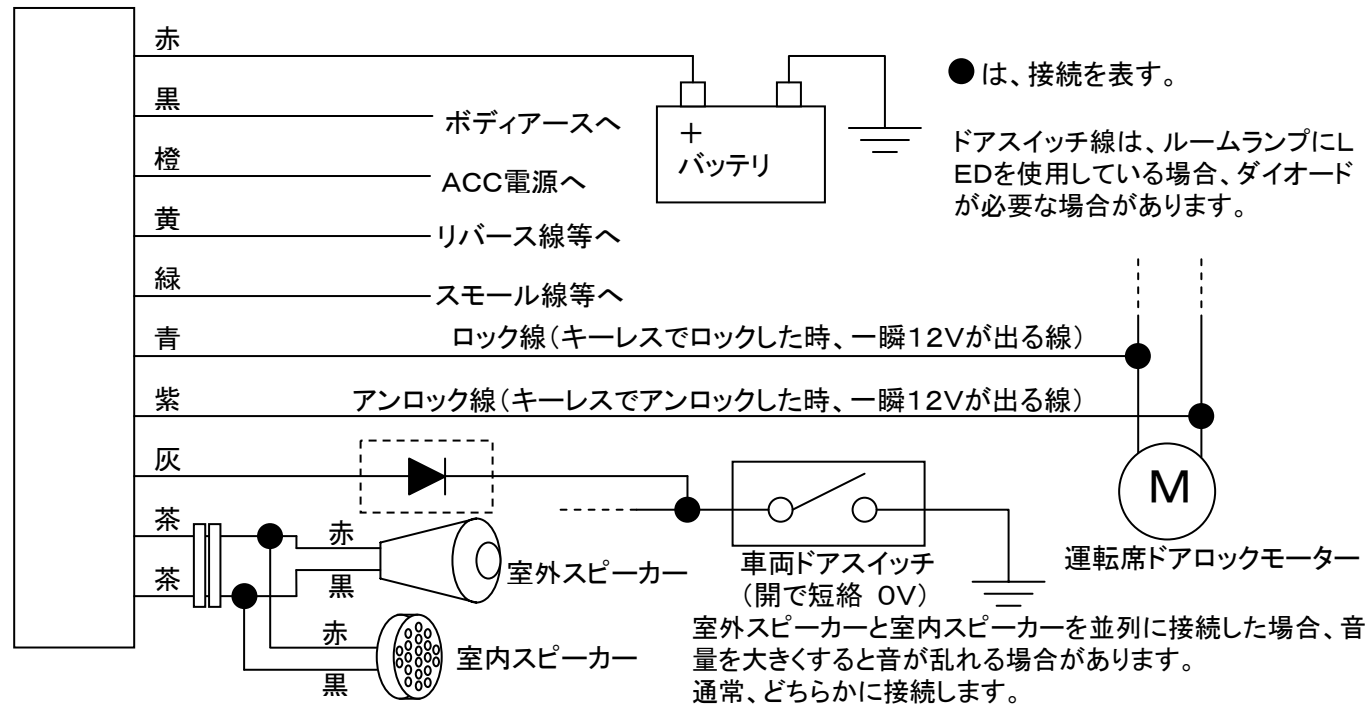 赤
黒
ボディアースへ
橙
ACC電源へ
黄
リバース線等へ
緑
スモール線等へ
青
ロック線(キーレスでロックした時、一瞬12Vが出る線)
紫
アンロック線(キーレスでアンロックした時、一瞬12Vが出る線)
灰
茶
茶
赤
黒
室外スピーカー
赤
黒
室内スピーカー
+
バッテリ
●は、接続を表す。
ドアスイッチ線は、ルームランプにL
EDを使用している場合、ダイオード
が必要な場合があります。
M
運転席ドアロックモーター
車両ドアスイッチ
(開で短絡 0V)
室外スピーカーと室内スピーカーを並列に接続した場合、音
量を大きくすると音が乱れる場合があります。
通常、どちらかに接続します。